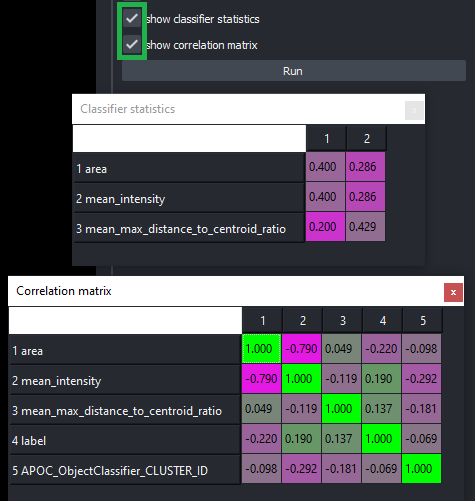 show classifier statistics
show correlation matrix
Run
Classifier statistics x
1 2
1 area 0.400 0.286
2 mean_intensity 0.400 0.286
3 mean_max_distance_to_centroid_ratio 0.200 0.429
Correlation matrix x
1 2 3 4 5
1 area 1.000 -0.790 0.049 -0.220 -0.098
2 mean_intensity -0.790 1.000 -0.119 0.190 -0.292
3 mean_max_distance_to_centroid_ratio 0.049 -0.119 1.000 0.137 -0.181
4 label -0.220 0.190 0.137 1.000 -0.069
5 APOC_ObjectClassifier_CLUSTER_ID -0.098 -0.292 -0.181 -0.069 1.000